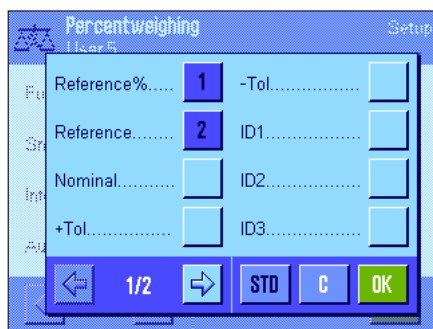 Percentweighing
Setup
User 5
Reference%..... 1
-Tol.................
Reference........ 2
ID1..................
Nominal...........
ID2..................
+Tol.................
ID3..................
1/2
STD
C
OK